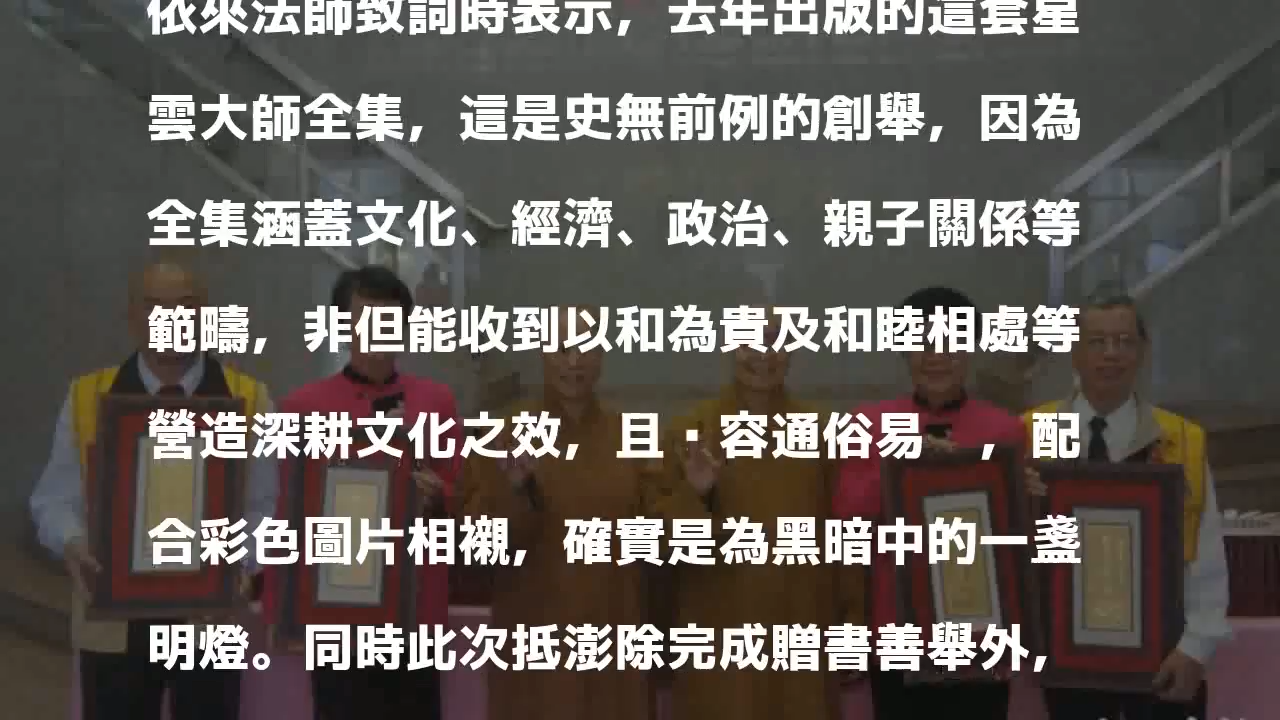 依來法師致詞時表示，去年出版的這套星
雲大師全集，這是史無前例的創舉，因為
全集涵蓋文化、經濟、政治、親子關係等
範疇，非但能收到以和為貴及和睦相處等
營造深耕文化之效，且·容通俗易　，配
合彩色圖片相襯，確實是為黑暗中的一盞
明燈。同時此次抵澎除完成贈書善舉外，